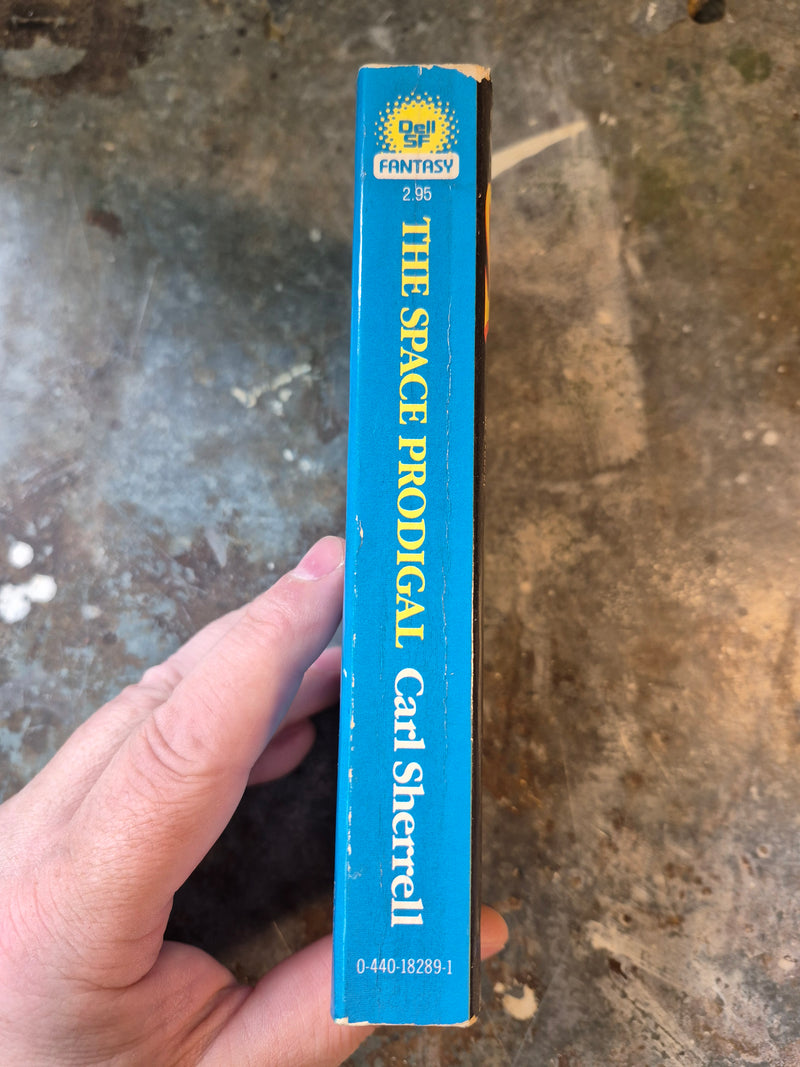 Dell
SF
FANTASY
2.95
THE SPACE PRODIGAL Carl Sherrell
0-440-18289-1